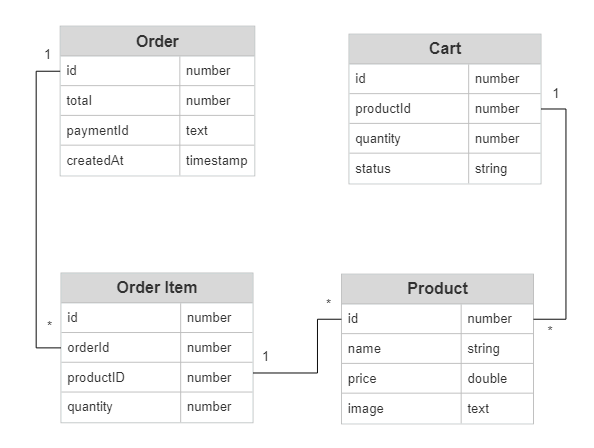 Order
1
id number
total number
paymentId text
createdAt timestamp
Cart
id number
1
productId number
quantity number
status string
Order Item
id number
*
orderId number
1
productID number
quantity number
Product
*
id number
*
name string
price double
image text